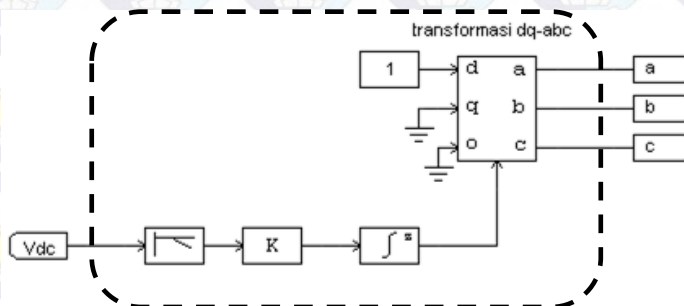 transformasi dq-abc
1
d a
a
q b
b
o c
c
Vdc
K
∫ z